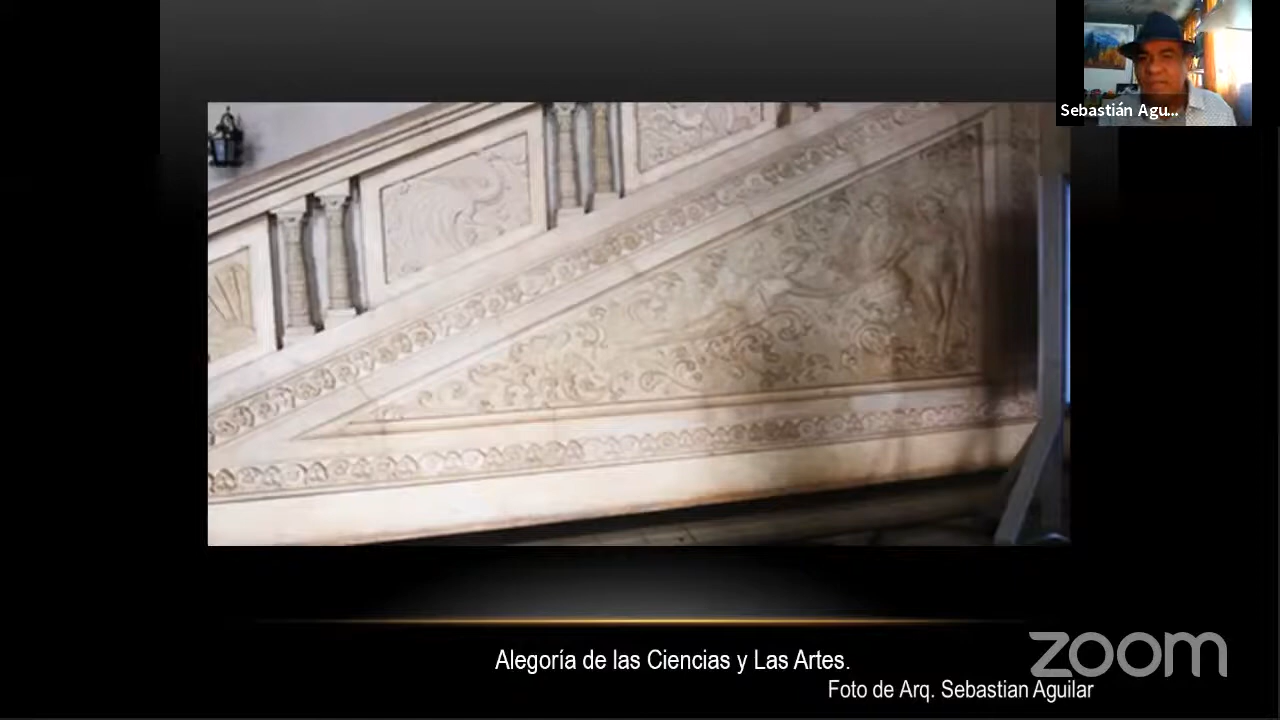 Sebastián Agu...
Alegoría de las Ciencias y Las Artes.
zoom
Foto de Arq. Sebastian Aguilar